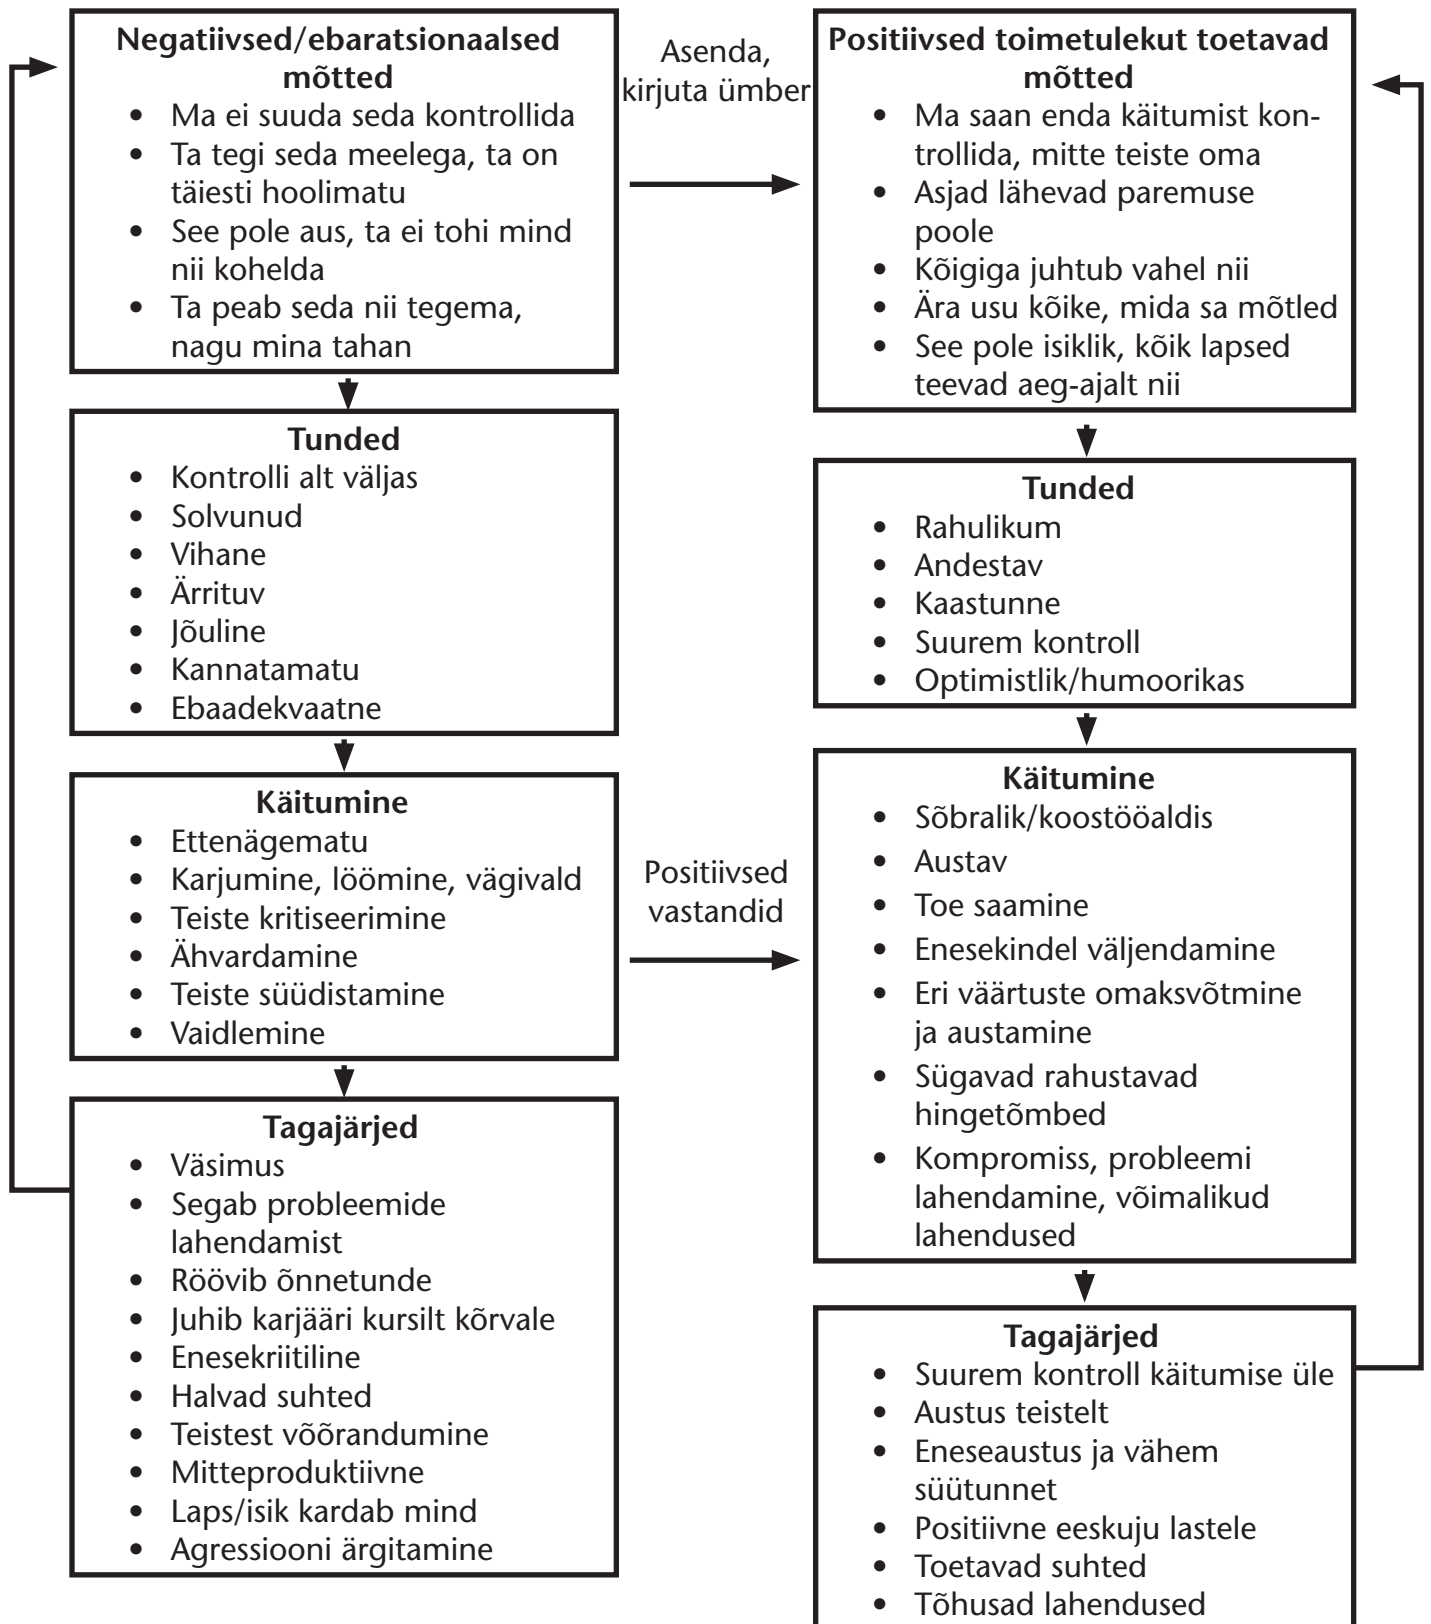 Negatiivsed/ebaratsionaalsed
mõtted
• Ma ei suuda seda kontrollida
• Ta tegi seda meelega, ta on
täiesti hoolimatu
• See pole aus, ta ei tohi mind
nii kohelda
• Ta peab seda nii tegema,
nagu mina tahan
Asenda,
kirjuta ümber
Positiivsed toimetulekut toetavad
mõtted
• Ma saan enda käitumist kon-
trollida, mitte teiste oma
• Asjad lähevad paremuse
poole
• Kõigiga juhtub vahel nii
• Ära usu kõike, mida sa mõtled
• See pole isiklik, kõik lapsed
teevad aeg-ajalt nii
Tunded
• Kontrolli alt väljas
• Solvunud
• Vihane
• Ärrituv
• Jõuline
• Kannatamatu
• Ebaadekvaatne
Tunded
• Rahulikum
• Andestav
• Kaastunne
• Suurem kontroll
• Optimistlik/humoorikas
Käitumine
• Ettenägematu
• Karjumine, löömine, vägivald
• Teiste kritiseerimine
• Ähvardamine
• Teiste süüdistamine
• Vaidlemine
Positiivsed
vastandid
Käitumine
• Sõbralik/koostööaldis
• Austav
• Toe saamine
• Enesekindel väljendamine
• Eri väärtuste omaksvõtmine
ja austamine
• Sügavad rahustavad
hingetõmbed
• Kompromiss, probleemi
lahendamine, võimalikud
lahendused
Tagajärjed
• Väsimus
• Segab probleemide
lahendamist
• Röövib õnnetunde
• Juhib karjääri kursilt kõrvale
• Enesekriitiline
• Halvad suhted
• Teistest võõrandumine
• Mitteproduktiivne
• Laps/isik kardab mind
• Agressiooni ärgitamine
Tagajärjed
• Suurem kontroll käitumise üle
• Austus teistelt
• Eneseaustus ja vähem
süütunnet
• Positiivne eeskuju lastele
• Toetavad suhted
• Tõhusad lahendused